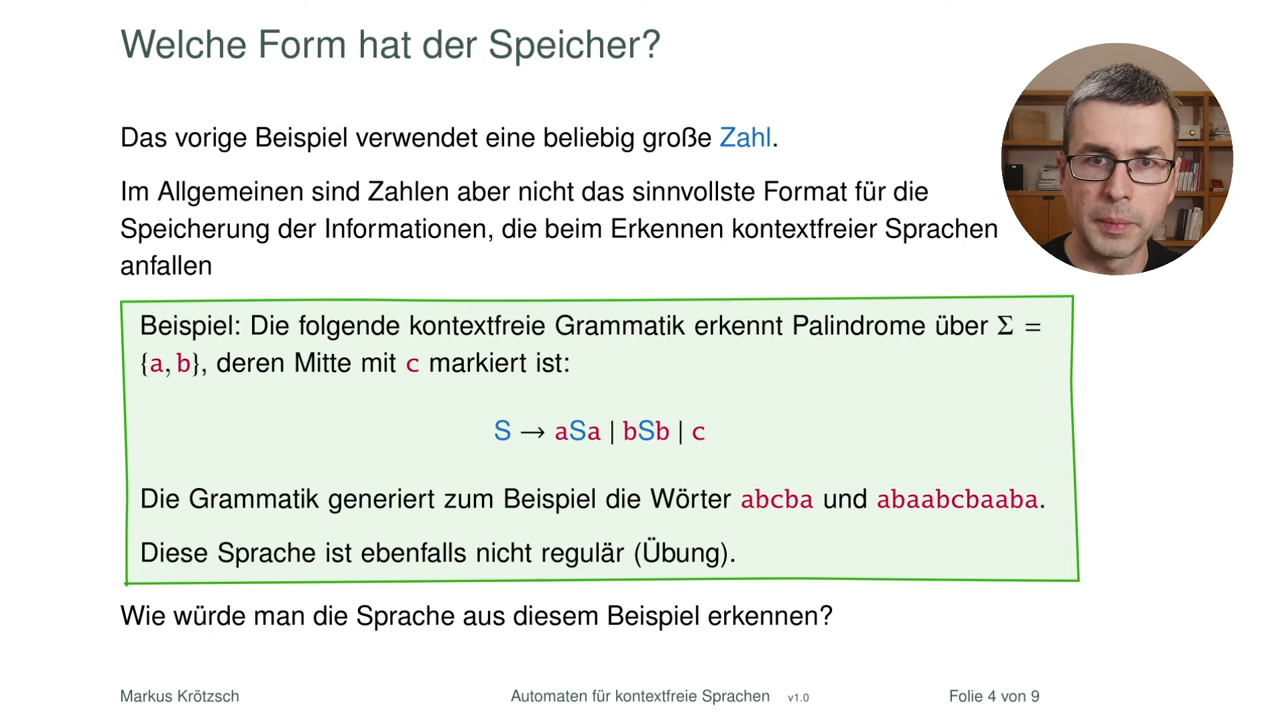 Welche Form hat der Speicher?
Das vorige Beispiel verwendet eine beliebig große Zahl.
Im Allgemeinen sind Zahlen aber nicht das sinnvollste Format für die
Speicherung der Informationen, die beim Erkennen kontextfreier Sprachen
anfallen
Beispiel: Die folgende kontextfreie Grammatik erkennt Palindrome über Σ =
{a, b}, deren Mitte mit c markiert ist:
S → aSa | bSb | c
Die Grammatik generiert zum Beispiel die Wörter abcba und abaabcbaaba.
Diese Sprache ist ebenfalls nicht regulär (Übung).
Wie würde man die Sprache aus diesem Beispiel erkennen?
Markus Krötzsch Automaten für kontextfreie Sprachen v1.0 Folie 4 von 9